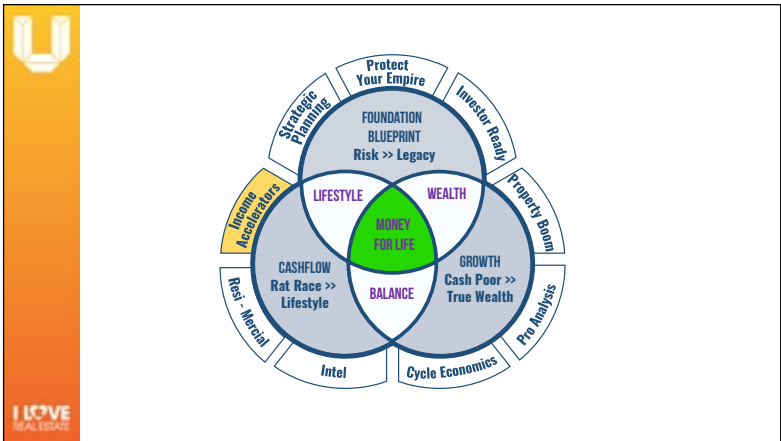 Protect
Your Empire
Strategic
Planning
Investor Ready
FOUNDATION
BLUEPRINT
Risk >> Legacy
Income
Accelerators
LIFESTYLE
WEALTH
Property Boom
MONEY
FOR LIFE
CASHFLOW
Rat Race >>
Lifestyle
GROWTH
Cash Poor >>
True Wealth
BALANCE
Resi - Mercial
Pro Analysis
Intel
Cycle Economics
I LOVE
REAL ESTATE